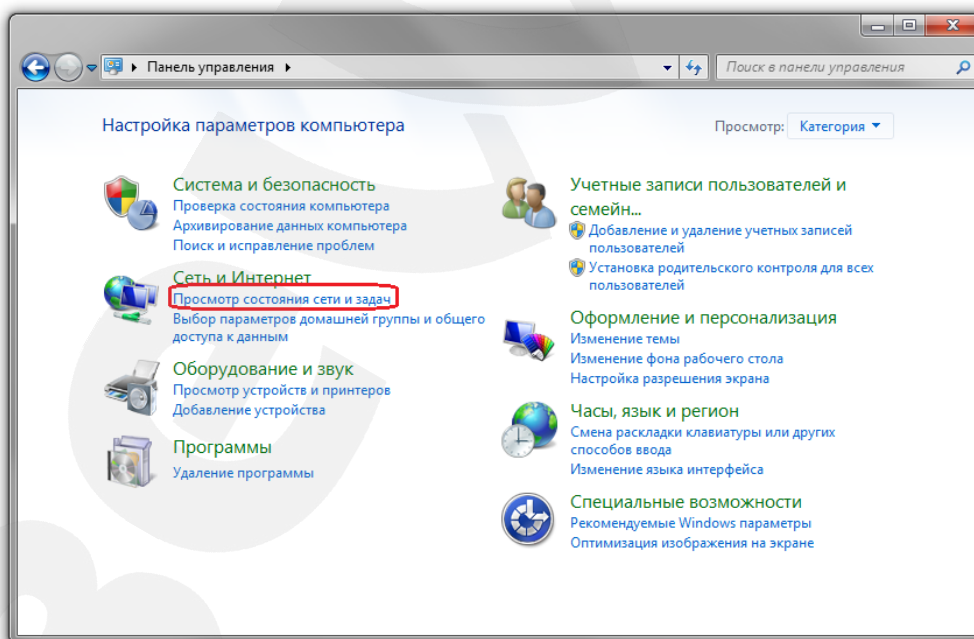 Панель управления
Поиск в панели управления
Настройка параметров компьютера
Просмотр: Категория
Система и безопасность
Проверка состояния компьютера
Архивирование данных компьютера
Поиск и исправление проблем
Сеть и Интернет
Просмотр состояния сети и задач
Выбор параметров домашней группы и общего
доступа к данным
Оборудование и звук
Просмотр устройств и принтеров
Добавление устройства
Программы
Удаление программы
Учетные записи пользователей и
семейн...
Добавление и удаление учетных записей
пользователей
Установка родительского контроля для всех
пользователей
Оформление и персонализация
Изменение темы
Изменение фона рабочего стола
Настройка разрешения экрана
Часы, язык и регион
Смена раскладки клавиатуры или других
способов ввода
Изменение языка интерфейса
Специальные возможности
Рекомендуемые Windows параметры
Оптимизация изображения на экране